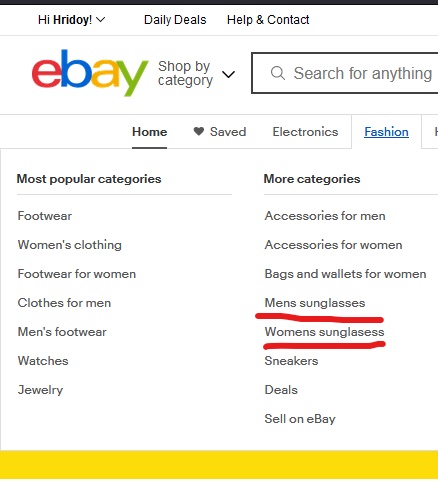 Hi Hridoy!
Daily Deals
Help & Contact
ebay
Shop by
category
Search for anything
Home
Saved
Electronics
Fashion
Most popular categories
Footwear
Women's clothing
Footwear for women
Clothes for men
Men's footwear
Watches
Jewelry
More categories
Accessories for men
Accessories for women
Bags and wallets for women
Mens sunglasses
Womens sunglasess
Sneakers
Deals
Sell on eBay